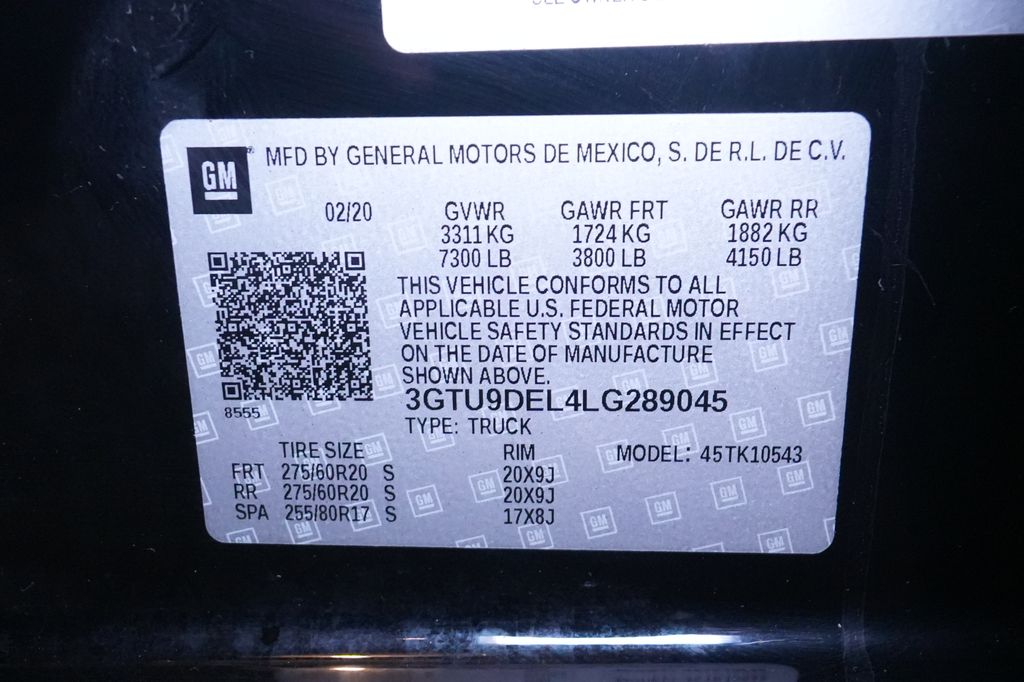 GM MFD BY GENERAL MOTORS DE MEXICO, S. DE R.L. DE C.V.
02/20 GVWR GAWR FRT GAWR RR
3311 KG 1724 KG 1882 KG
7300 LB 3800 LB 4150 LB
THIS VEHICLE CONFORMS TO ALL
APPLICABLE U.S. FEDERAL MOTOR
VEHICLE SAFETY STANDARDS IN EFFECT
ON THE DATE OF MANUFACTURE
SHOWN ABOVE.
3GTU9DEL4LG289045
8555
TYPE: TRUCK
TIRE SIZE RIM MODEL: 45TK10543
FRT 275/60R20 S 20X9J
RR 275/60R20 S 20X9J
SPA 255/80R17 S 17X8J